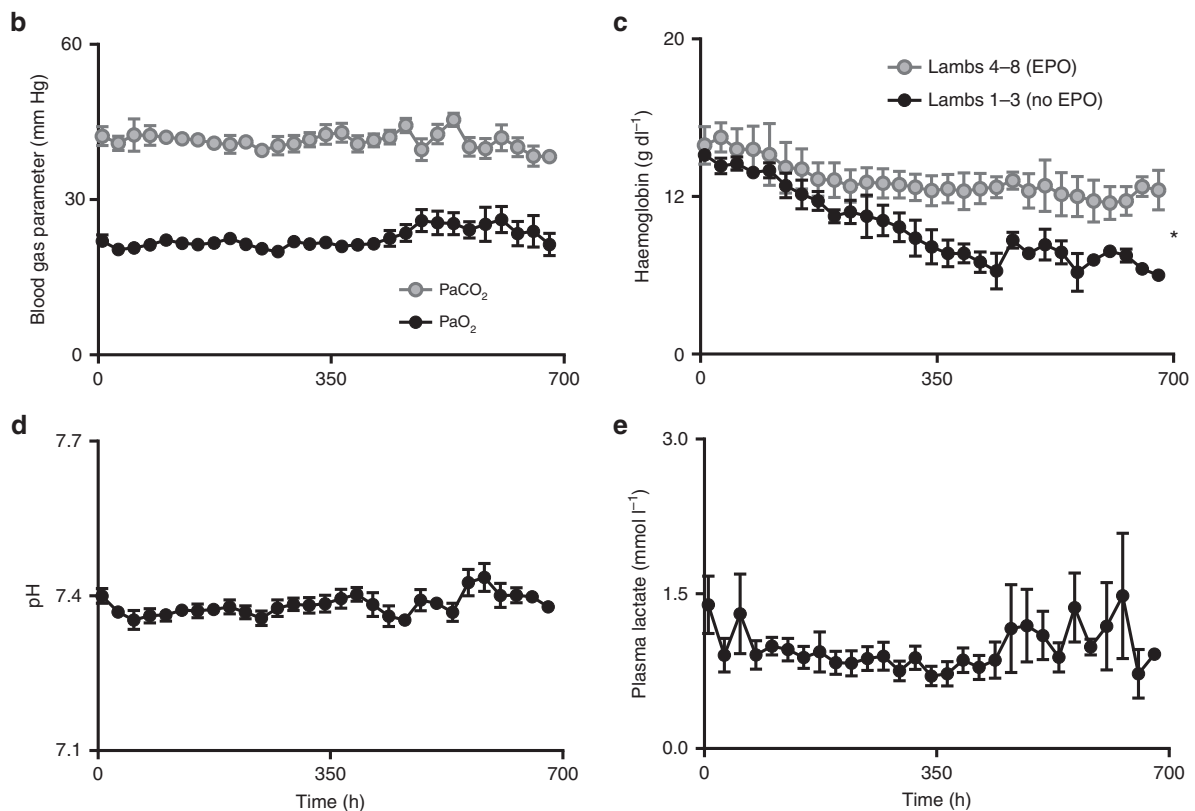 b
60
30
0
Blood gas parameter (mm Hg)
PaCO₂
PaO₂
0
350
700
c
20
12
0
Haemoglobin (g dl⁻¹)
Lambs 4–8 (EPO)
Lambs 1–3 (no EPO)
*
0
350
700
d
7.7
7.4
7.1
pH
0
350
700
Time (h)
e
3.0
1.5
0.0
Plasma lactate (mmol l⁻¹)
0
350
700
Time (h)